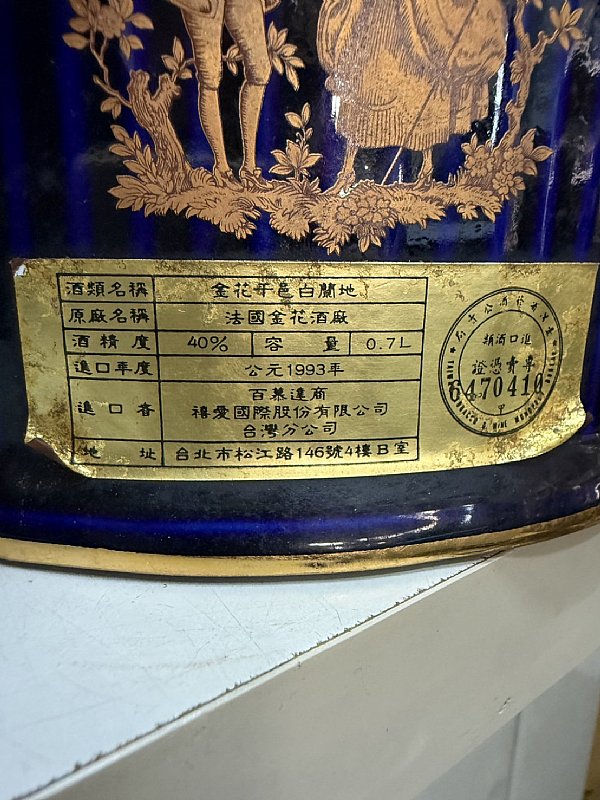 酒類名稱 金花干邑白蘭地
原廠名稱 法國金花酒廠
酒精度 40% 容量 0.7L
進口年度 公元1993年
進口商 百慕達商
禧愛國際股份有限公司
台灣分公司
地址 台北市松江路146號4樓B室
進口酒類
專賣憑證
470410
甲